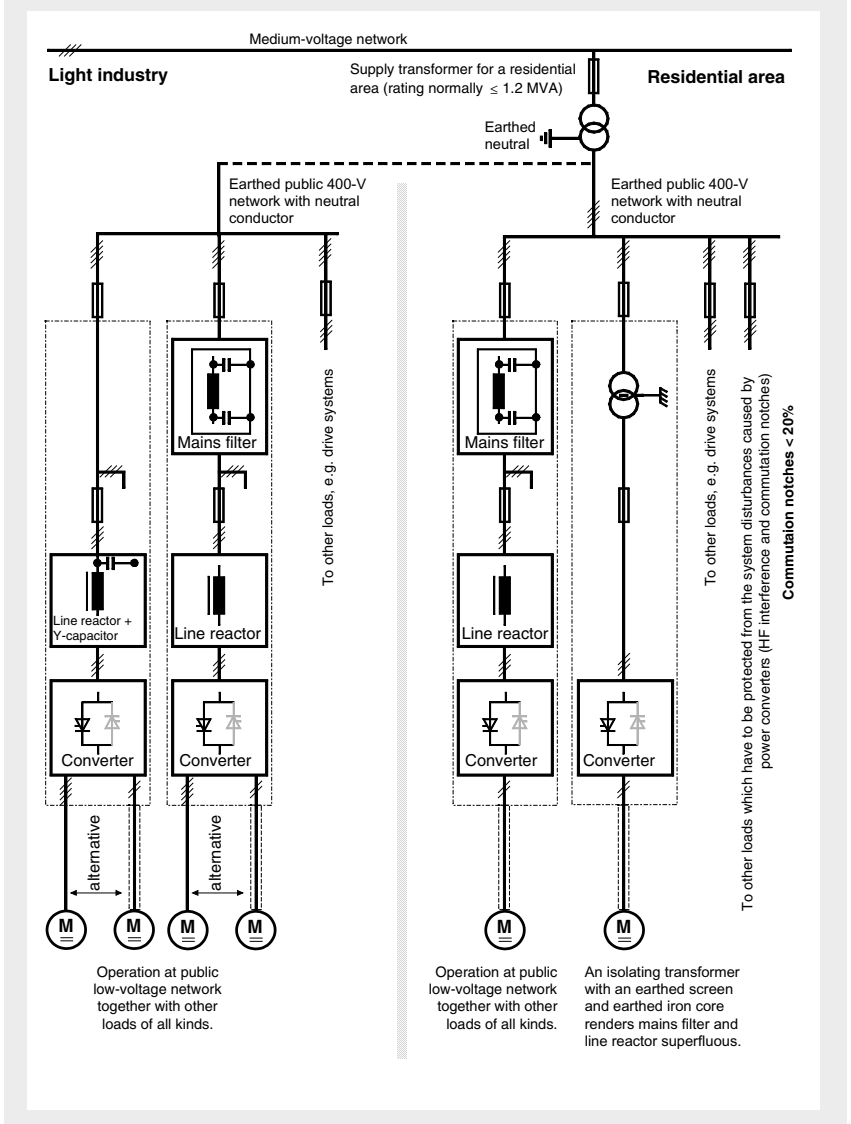 Medium-voltage network
Light industry
Supply transformer for a residential
area (rating normally ≤ 1.2 MVA)
Residential area
Earthed
neutral
Earthed public 400-V
network with neutral
conductor
Earthed public 400-V
network with neutral
conductor
Mains filter
Mains filter
To other loads, e.g. drive systems
To other loads, e.g. drive systems
To other loads which have to be protected from the system disturbances caused by
power converters (HF interference and commutation notches)
Commutaion notches < 20%
Line reactor +
Y-capacitor
Line reactor
Line reactor
Converter
Converter
Converter
Converter
alternative
alternative
M
M
M
M
M
M
Operation at public
low-voltage network
together with other
loads of all kinds.
Operation at public
low-voltage network
together with other
loads of all kinds.
An isolating transformer
with an earthed screen
and earthed iron core
renders mains filter and
line reactor superfluous.